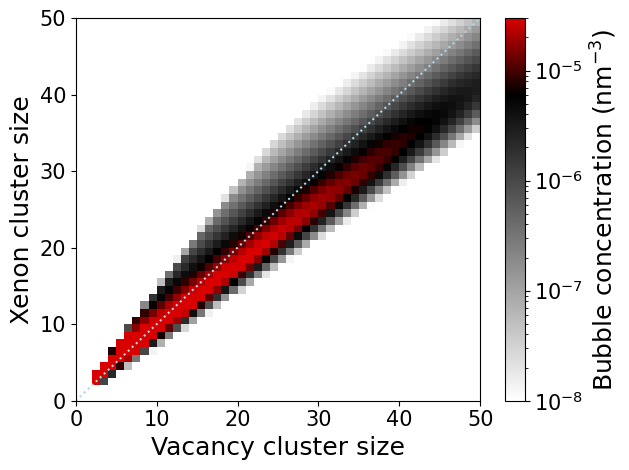 50
40
30
20
10
0
Xenon cluster size
0 10 20 30 40 50
Vacancy cluster size
10⁻⁵
10⁻⁶
10⁻⁷
10⁻⁸
Bubble concentration (nm⁻³)